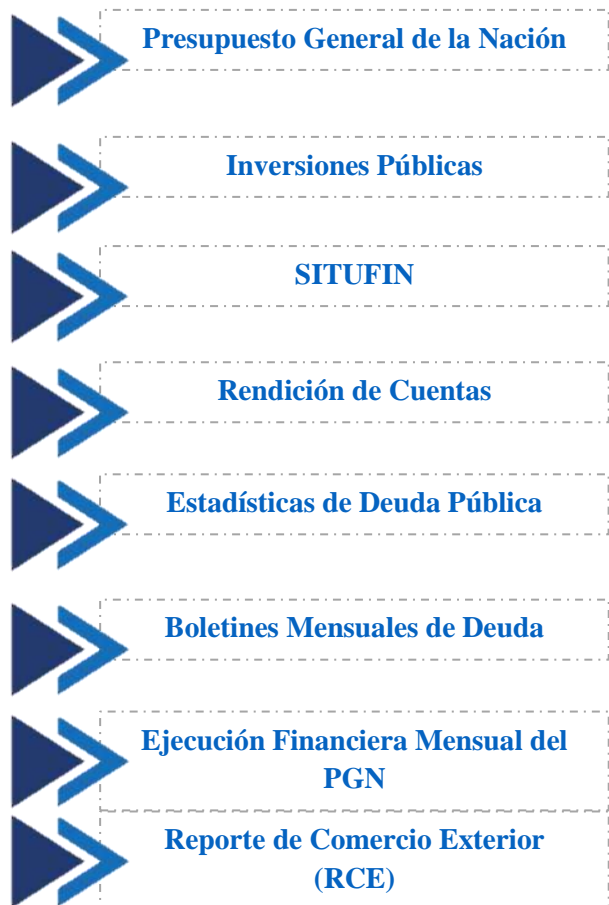 Presupuesto General de la Nación
Inversiones Públicas
SITUFIN
Rendición de Cuentas
Estadísticas de Deuda Pública
Boletines Mensuales de Deuda
Ejecución Financiera Mensual del
PGN
Reporte de Comercio Exterior
(RCE)